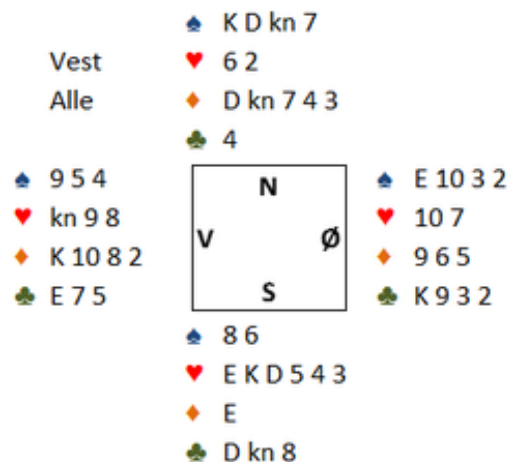 ♠ K D kn 7
Vest ♥ 6 2
Alle ♦ D kn 7 4 3
♣ 4
♠ 9 5 4 N ♠ E 10 3 2
♥ kn 9 8 ♥ 10 7
V Ø
♦ K 10 8 2 ♦ 9 6 5
♣ E 7 5 S ♣ K 9 3 2
♠ 8 6
♥ E K D 5 4 3
♦ E
♣ D kn 8